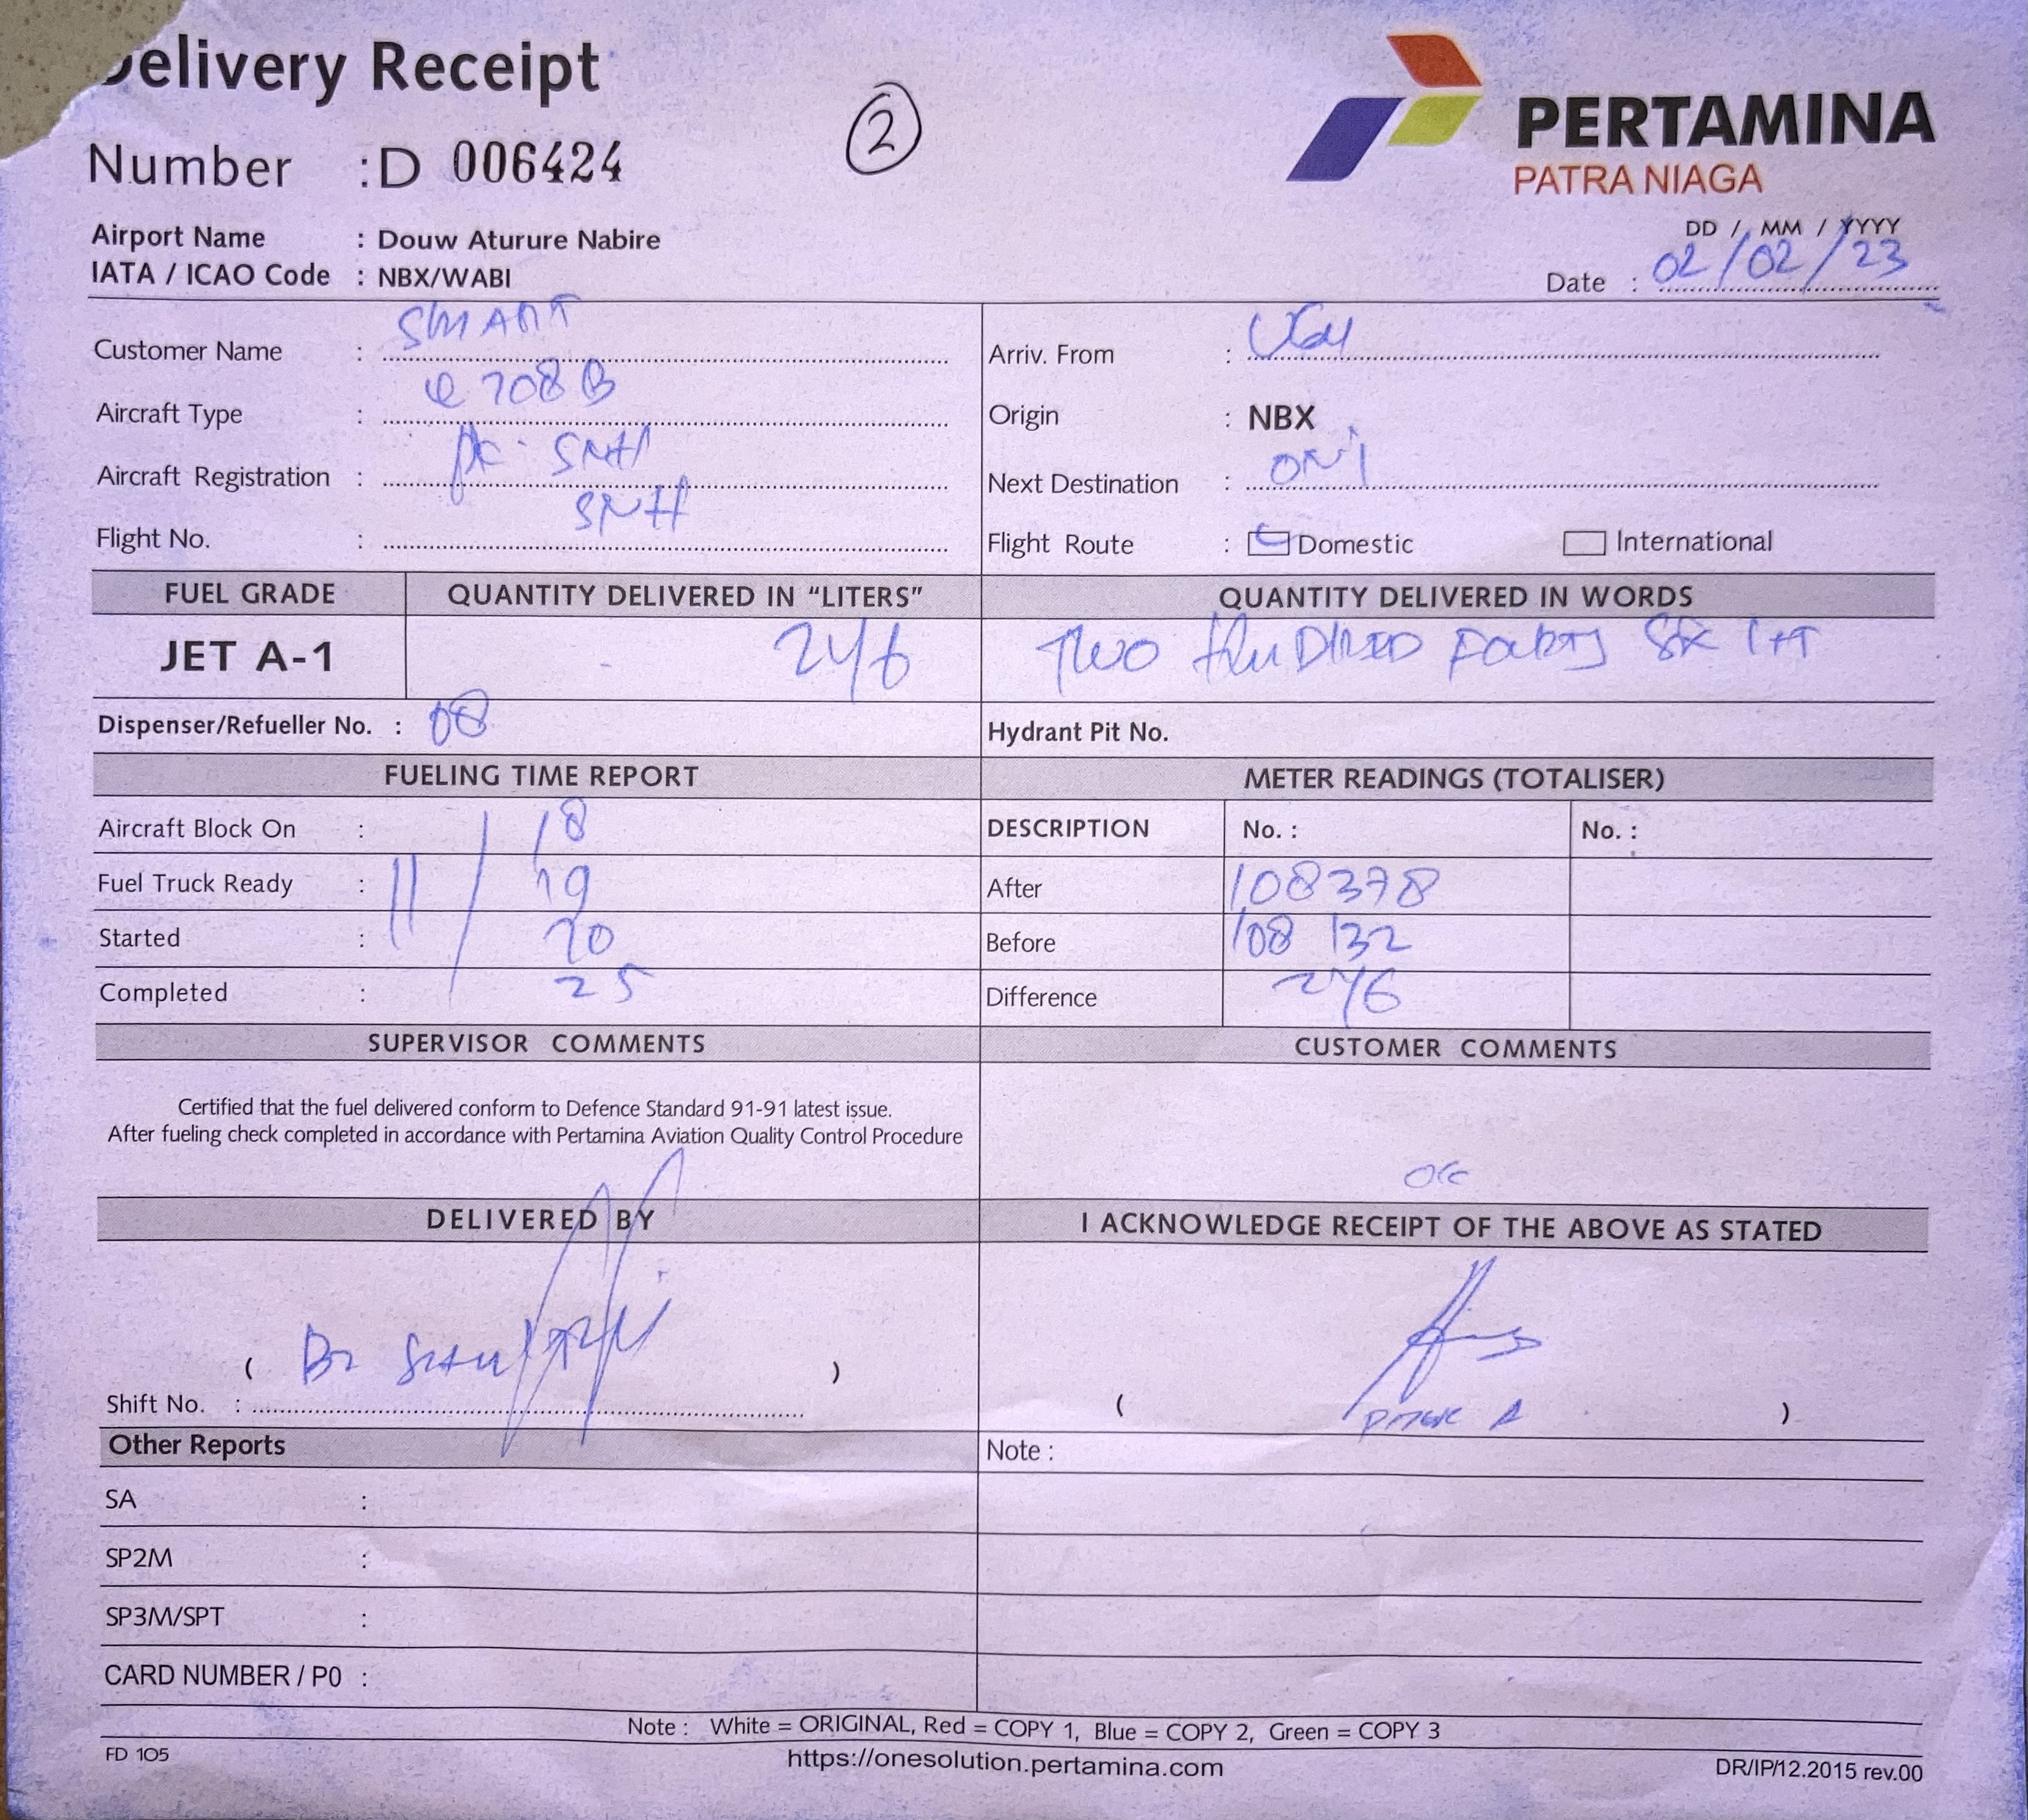 Delivery Receipt
2
PERTAMINA
PATRA NIAGA
Number : D 006424
Airport Name : Douw Aturure Nabire
IATA / ICAO Code : NBX/WABI
DD / MM / YYYY
Date : 02/02/23
Customer Name : SMART
Arriv. From :
Aircraft Type : C 208 B
Origin : NBX
Aircraft Registration : PK-SNH
Next Destination : ONI
Flight No. : SNH
Flight Route : Domestic International
FUEL GRADE QUANTITY DELIVERED IN “LITERS” QUANTITY DELIVERED IN WORDS
JET A-1 246 TWO HUNDRED FORTY SIX LTT
Dispenser/Refueller No. : 08 Hydrant Pit No.
FUELING TIME REPORT METER READINGS (TOTALISER)
Aircraft Block On : / 18 DESCRIPTION No. : No. :
Fuel Truck Ready : 11 / 19 After 108378
Started : 20 Before 108 132
Completed : 25 Difference 246
SUPERVISOR COMMENTS CUSTOMER COMMENTS
Certified that the fuel delivered conform to Defence Standard 91-91 latest issue.
After fueling check completed in accordance with Pertamina Aviation Quality Control Procedure
DELIVERED BY I ACKNOWLEDGE RECEIPT OF THE ABOVE AS STATED
( )
Shift No. : ( )
Other Reports Note :
SA :
SP2M :
SP3M/SPT :
CARD NUMBER / P0 :
Note : White = ORIGINAL, Red = COPY 1, Blue = COPY 2, Green = COPY 3
FD 105 https://onesolution.pertamina.com DR/IP/12.2015 rev.00